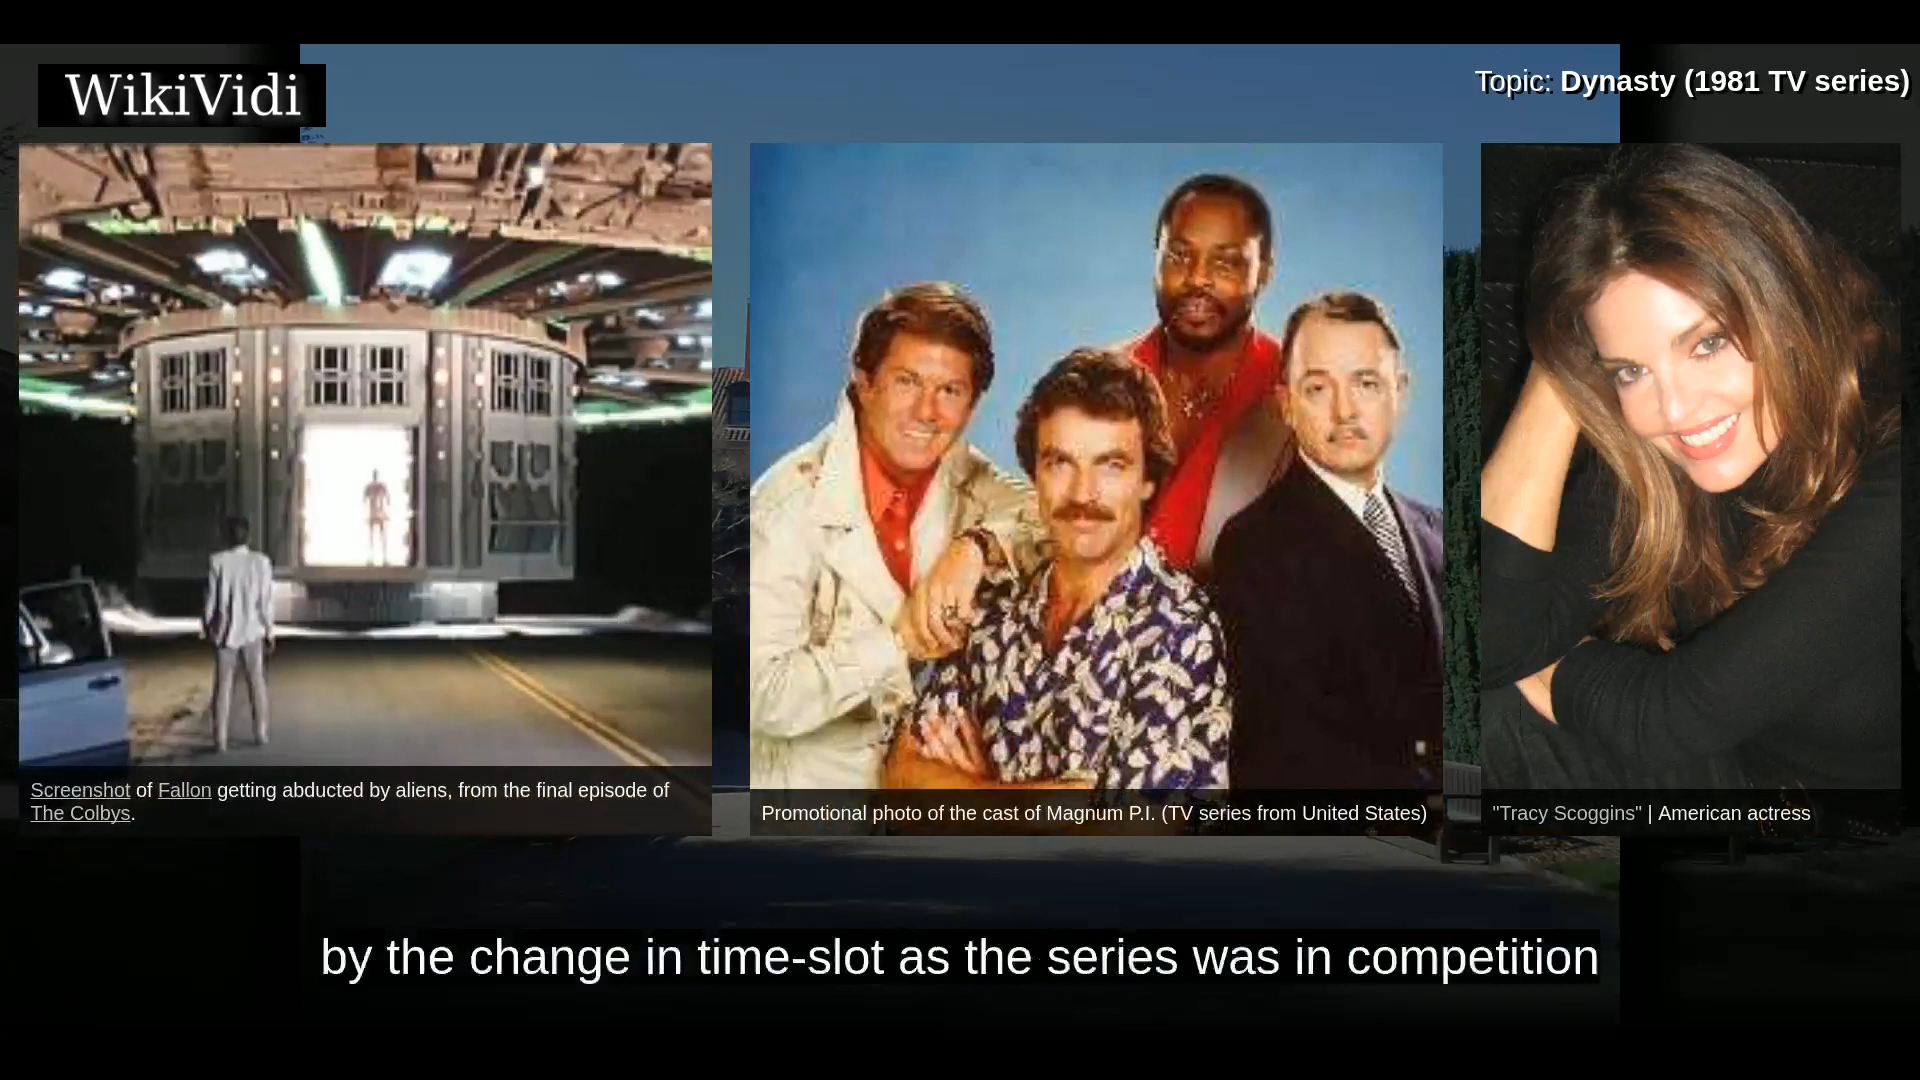 WikiVidi
Topic: Dynasty (1981 TV series)
Screenshot of Fallon getting abducted by aliens, from the final episode of
The Colbys.
Promotional photo of the cast of Magnum P.I. (TV series from United States)
"Tracy Scoggins" | American actress
by the change in time-slot as the series was in competition